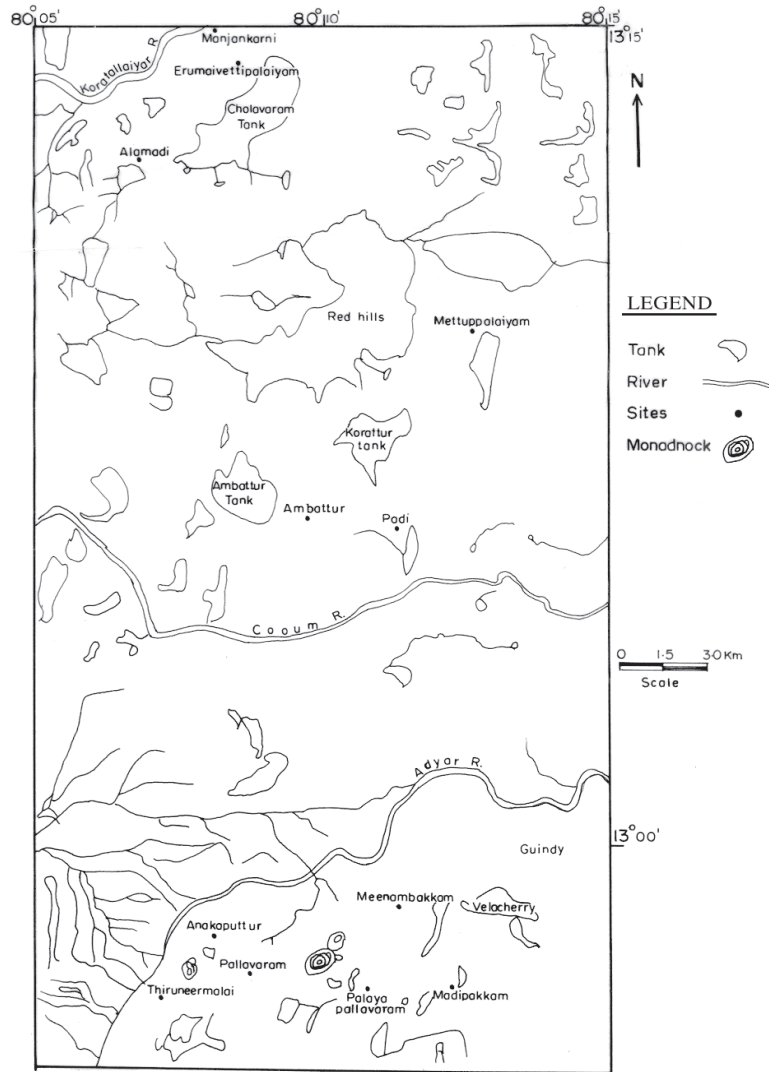 80°05'
80°10'
80°15'
13°15'
Manjankarni
Koratallaiyar R.
Erumaivettipalaiyam
N
Cholavaram
Tank
Alamadi
LEGEND
Red hills
Mettuppalaiyam
Tank
River
Sites
Monadnock
Korattur
tank
Ambattur
Tank
Ambattur
Padi
Cooum R.
0 1·5 3·0 Km
Scale
Adyar R.
13°00'
Guindy
Meenambakkam
Velacherry
Anakaputtur
Pallavaram
Thiruneermalai
Palaya
pallavaram
Madipakkam